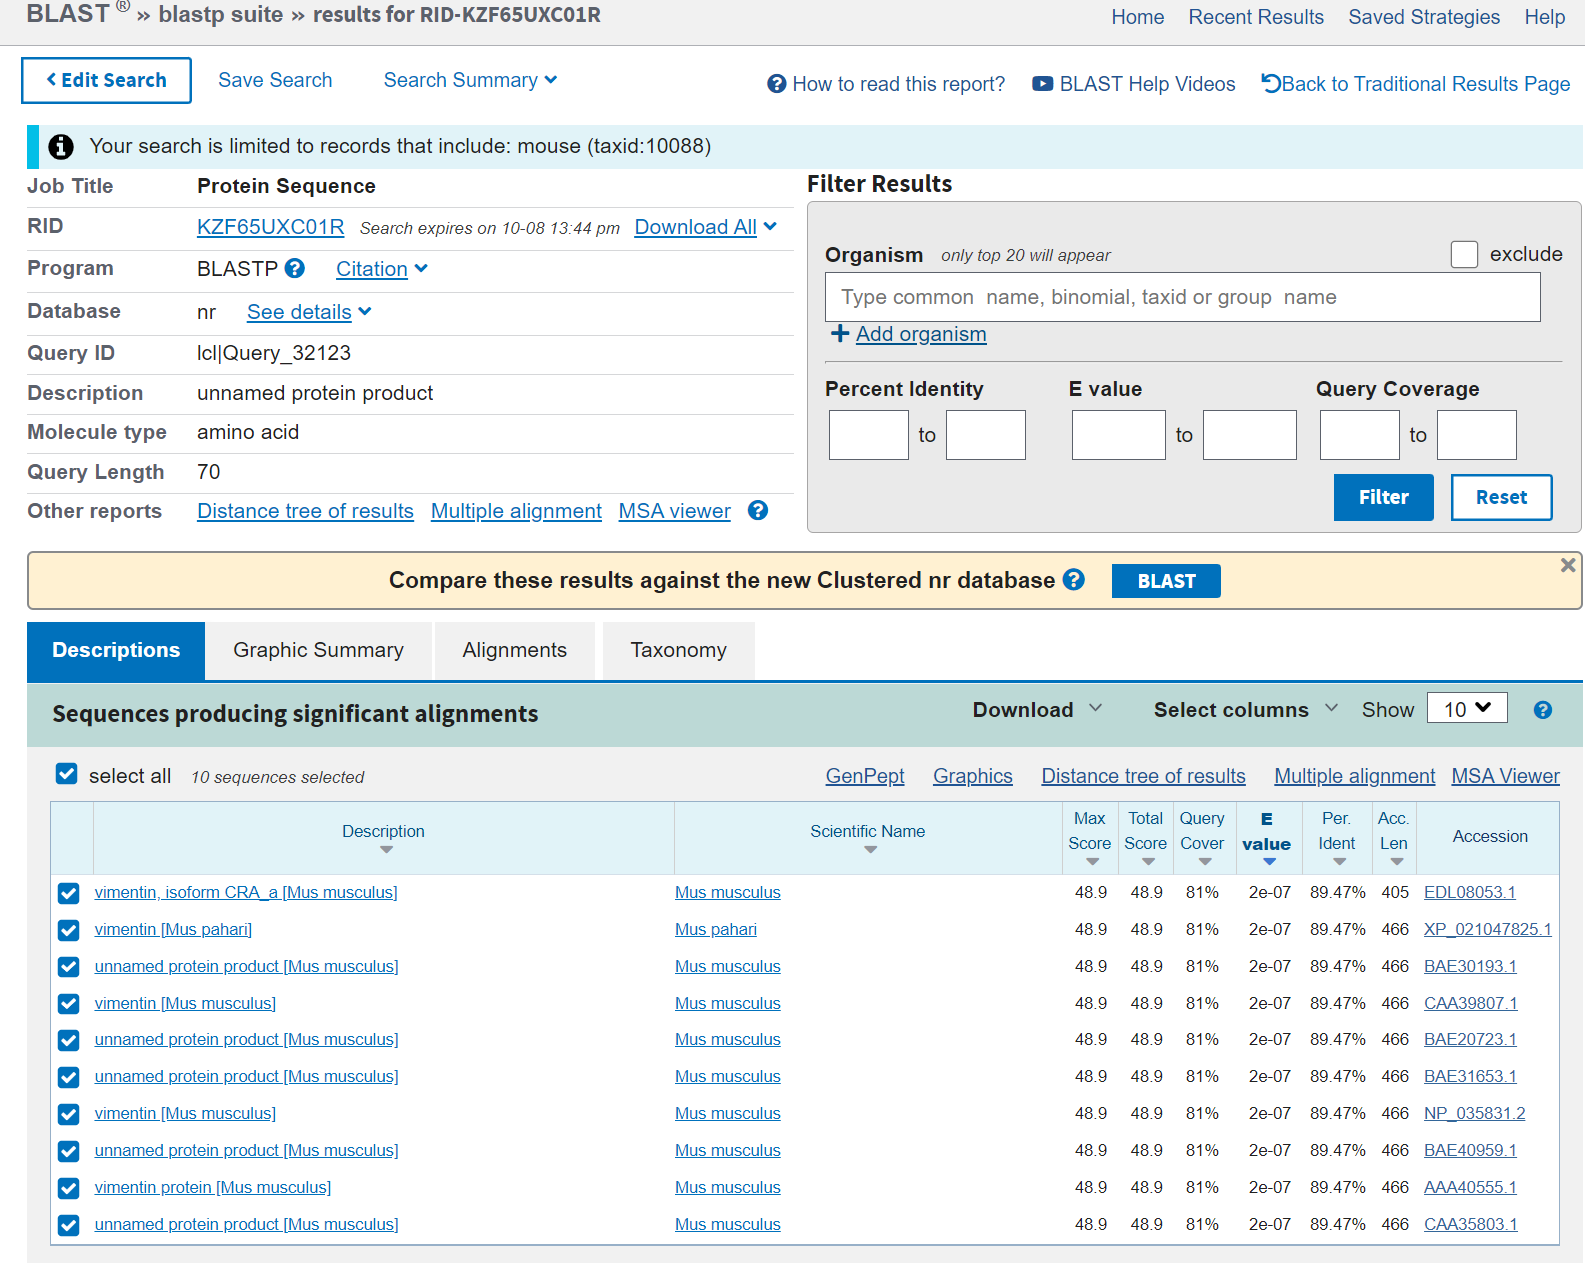 BLAST ® » blastp suite » results for RID-KZF65UXC01R
Home Recent Results Saved Strategies Help
Edit Search Save Search Search Summary
How to read this report? BLAST Help Videos Back to Traditional Results Page
Your search is limited to records that include: mouse (taxid:10088)
Job Title Protein Sequence
RID KZF65UXC01R Search expires on 10-08 13:44 pm Download All
Program BLASTP Citation
Database nr See details
Query ID lcl|Query_32123
Description unnamed protein product
Molecule type amino acid
Query Length 70
Other reports Distance tree of results Multiple alignment MSA viewer
Filter Results
Organism only top 20 will appear exclude
Type common name, binomial, taxid or group name
Add organism
Percent Identity E value Query Coverage
to to to
Filter Reset
Compare these results against the new Clustered nr database BLAST
Descriptions Graphic Summary Alignments Taxonomy
Sequences producing significant alignments Download Select columns Show 10
select all 10 sequences selected GenPept Graphics Distance tree of results Multiple alignment MSA Viewer
Description Scientific Name Max Score Total Score Query Cover E value Per. Ident Acc. Len Accession
vimentin, isoform CRA_a [Mus musculus] Mus musculus 48.9 48.9 81% 2e-07 89.47% 405 EDL08053.1
vimentin [Mus pahari] Mus pahari 48.9 48.9 81% 2e-07 89.47% 466 XP_021047825.1
unnamed protein product [Mus musculus] Mus musculus 48.9 48.9 81% 2e-07 89.47% 466 BAE30193.1
vimentin [Mus musculus] Mus musculus 48.9 48.9 81% 2e-07 89.47% 466 CAA39807.1
unnamed protein product [Mus musculus] Mus musculus 48.9 48.9 81% 2e-07 89.47% 466 BAE20723.1
unnamed protein product [Mus musculus] Mus musculus 48.9 48.9 81% 2e-07 89.47% 466 BAE31653.1
vimentin [Mus musculus] Mus musculus 48.9 48.9 81% 2e-07 89.47% 466 NP_035831.2
unnamed protein product [Mus musculus] Mus musculus 48.9 48.9 81% 2e-07 89.47% 466 BAE40959.1
vimentin protein [Mus musculus] Mus musculus 48.9 48.9 81% 2e-07 89.47% 466 AAA40555.1
unnamed protein product [Mus musculus] Mus musculus 48.9 48.9 81% 2e-07 89.47% 466 CAA35803.1